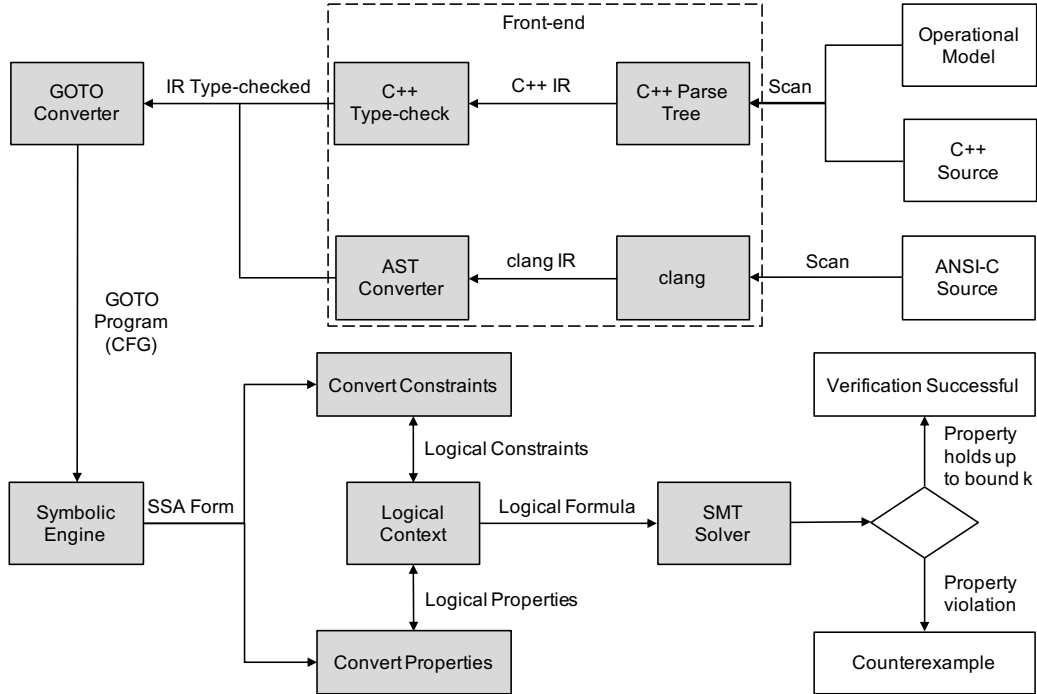 Front-end
Operational
Model
GOTO
Converter
IR Type-checked
C++
Type-check
C++ IR
C++ Parse
Tree
Scan
C++
Source
AST
Converter
clang IR
clang
Scan
ANSI-C
Source
GOTO
Program
(CFG)
Convert Constraints
Verification Successful
Logical Constraints
Property
holds up
to bound k
Symbolic
Engine
SSA Form
Logical
Context
Logical Formula
SMT
Solver
Logical Properties
Property
violation
Convert Properties
Counterexample